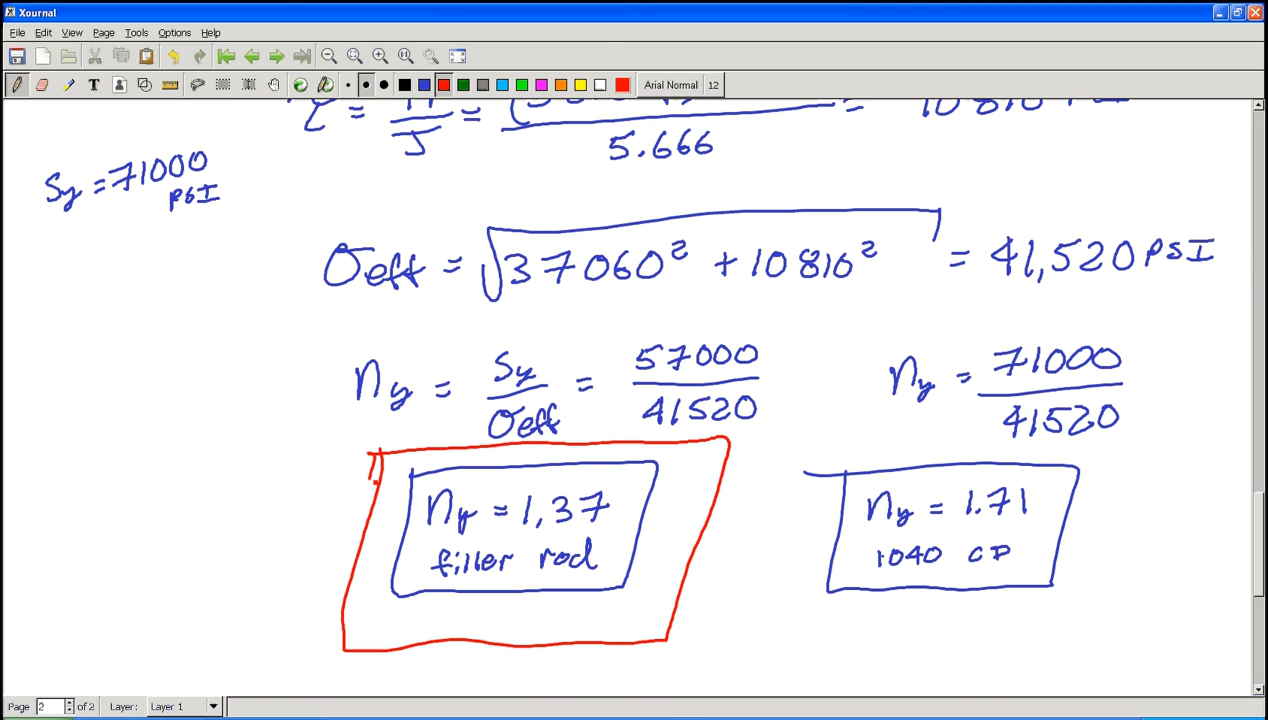 Xournal
File Edit View Page Tools Options Help
Arial Normal 12
= = =
J 5.666
Sy = 71000
PSI
σeff = √37060² + 10810² = 41,520 PSI
ny = Sy/σeff = 57000/41520
ny = 71000/41520
ny = 1,37
filler rod
ny = 1.71
1040 CD
Page 2 of 2 Layer: Layer 1